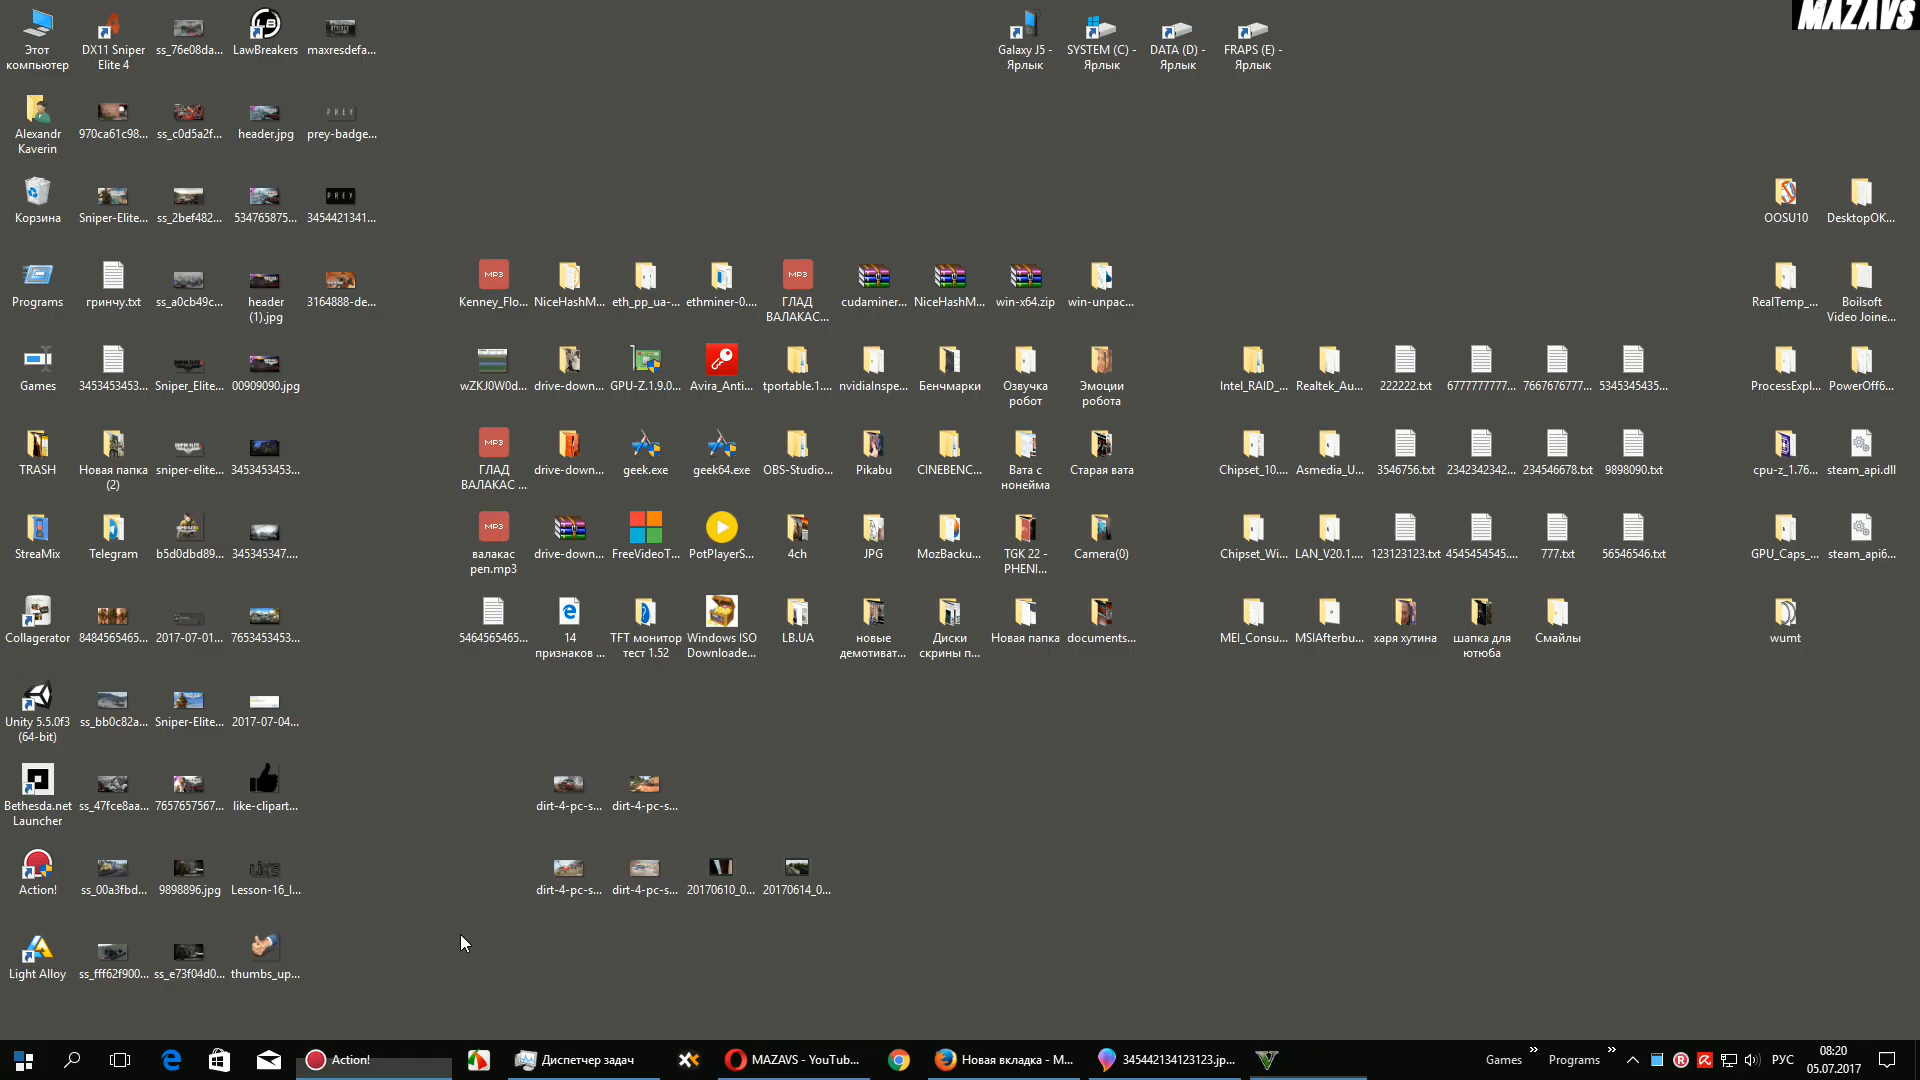 MAZAVS
Этот компьютер
DX11 Sniper Elite 4
ss_76e08da...
LawBreakers
maxresdefa...
Galaxy J5 - Ярлык
SYSTEM (C) - Ярлык
DATA (D) - Ярлык
FRAPS (E) - Ярлык
Alexandr Kaverin
970ca61c98...
ss_c0d5a2f...
header.jpg
prey-badge...
Корзина
Sniper-Elite...
ss_2bef482...
534765875...
3454421341...
OOSU10
DesktopOK...
Programs
гринчу.txt
ss_a0cb49c...
header (1).jpg
3164888-de...
Kenney_Flo...
NiceHashM...
eth_pp_ua-...
ethminer-0....
ГЛАД ВАЛАКАС...
cudaminer...
NiceHashM...
win-x64.zip
win-unpac...
RealTemp_...
Boilsoft Video Joine...
Games
3453453453...
Sniper_Elite...
00909090.jpg
wZKJ0W0d...
drive-down...
GPU-Z.1.9.0...
Avira_Anti...
tportable.1....
nvidiaInspe...
Бенчмарки
Озвучка робот
Эмоции робота
Intel_RAID_...
Realtek_Au...
222222.txt
6777777777...
7667676777...
5345345435...
ProcessExpl...
PowerOff6...
TRASH
Новая папка (2)
sniper-elite...
3453453453...
ГЛАД ВАЛАКАС ...
drive-down...
geek.exe
geek64.exe
OBS-Studio...
Pikabu
CINEBENC...
Вата с нонейма
Старая вата
Chipset_10....
Asmedia_U...
3546756.txt
2342342342...
234546678.txt
9898090.txt
cpu-z_1.76...
steam_api.dll
StreaMix
Telegram
b5d0dbd89...
345345347...
валакас реп.mp3
drive-down...
FreeVideoT...
PotPlayerS...
4ch
JPG
MozBacku...
TGK 22 - PHENI...
Camera(0)
Chipset_Wi...
LAN_V20.1....
123123123.txt
4545454545....
777.txt
56546546.txt
GPU_Caps_...
steam_api6...
Collagerator
8484565465...
2017-07-01...
7653453453...
5464565465...
14 признаков ...
TFT монитор тест 1.52
Windows ISO Downloade...
LB.UA
новые демотиват...
Диски скрины п...
Новая папка
documents...
MEI_Consu...
MSIAfterbu...
харя хутина
шапка для ютюба
Смайлы
wumt
Unity 5.5.0f3 (64-bit)
ss_bb0c82a...
Sniper-Elite...
2017-07-04...
Bethesda.net Launcher
ss_47fce8aa...
7657657567...
like-clipart...
dirt-4-pc-s...
dirt-4-pc-s...
Action!
ss_00a3fbd...
9898896.jpg
Lesson-16_l...
dirt-4-pc-s...
dirt-4-pc-s...
20170610_0...
20170614_0...
Light Alloy
ss_fff62f900...
ss_e73f04d0...
thumbs_up...
Action!
Диспетчер задач
MAZAVS - YouTub...
Новая вкладка - M...
345442134123123.jp...
Games
Programs
РУС
08:20
05.07.2017